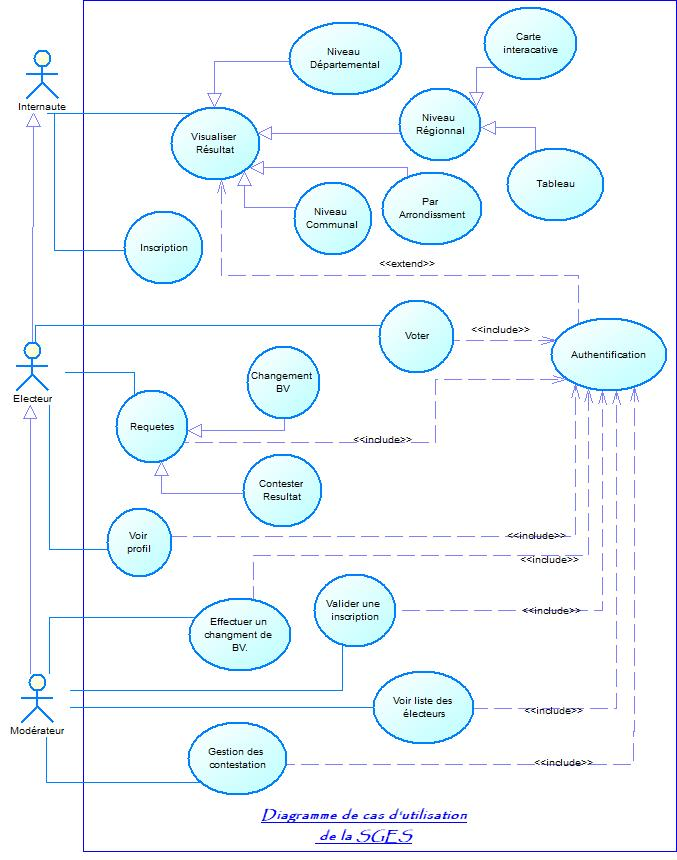 Carte
interacative
Niveau
Départemental
Internaute
Niveau
Régionnal
Visualiser
Résultat
Tableau
Par
Arrondissment
Niveau
Communal
Inscription
<<extend>>
Voter
<<include>>
Authentification
Electeur
Changement
BV
Requetes
<<include>>
Contester
Resultat
Voir
profil
<<include>>
<<include>>
Effectuer un
changment de
BV.
Valider une
inscription
<<include>>
Modérateur
Voir liste des
électeurs
<<include>>
Gestion des
contestation
<<include>>
Diagramme de cas d'utilisation
de la SGES